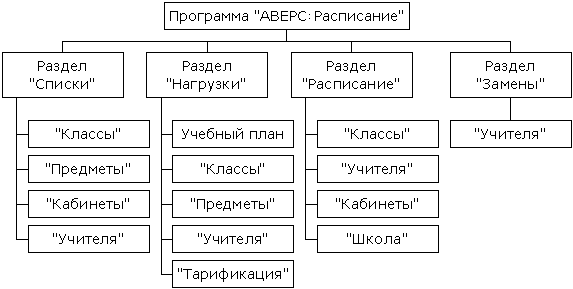 Программа "АВЕРС: Расписание"
Раздел
"Списки"
Раздел
"Нагрузки"
Раздел
"Расписание"
Раздел
"Замены"
"Классы"
"Предметы"
"Кабинеты"
"Учителя"
Учебный план
"Классы"
"Предметы"
"Учителя"
"Тарификация"
"Классы"
"Учителя"
"Кабинеты"
"Школа"
"Учителя"